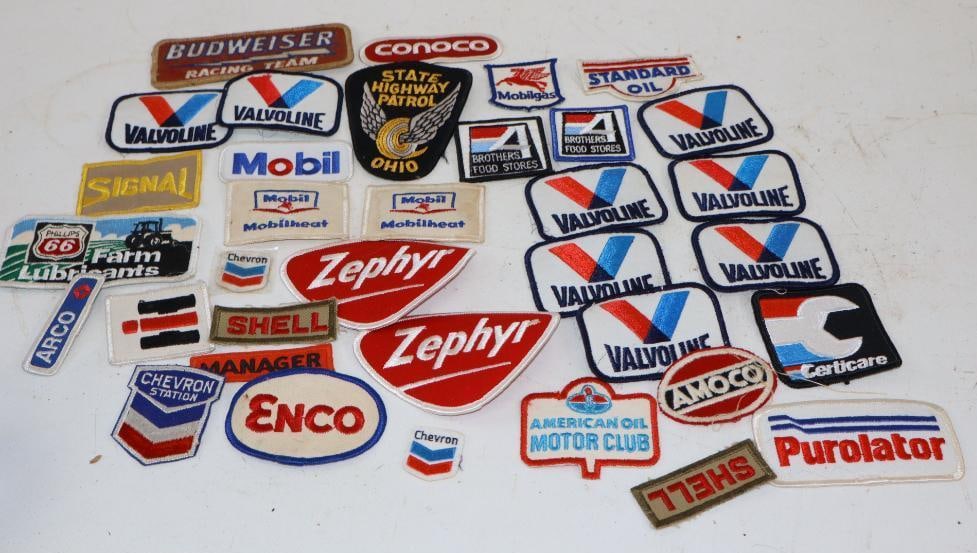 BUDWEISER
RACING TEAM
CONOCO
STATE
HIGHWAY
PATROL
OHIO
Mobilgas
STANDARD
OIL
VALVOLINE
VALVOLINE
4
BROTHERS
FOOD STORES
4
BROTHERS
FOOD STORES
VALVOLINE
SIGNAL
Mobil
Mobil
Mobilheat
Mobil
Mobilheat
VALVOLINE
VALVOLINE
PHILLIPS
66
Farm
Lubricants
Chevron
Zephyr
VALVOLINE
VALVOLINE
ARCO
SHELL
MANAGER
Zephyr
VALVOLINE
Certicare
CHEVRON
STATION
ENCO
Chevron
AMERICAN OIL
MOTOR CLUB
AMOCO
SHELL
Purolator